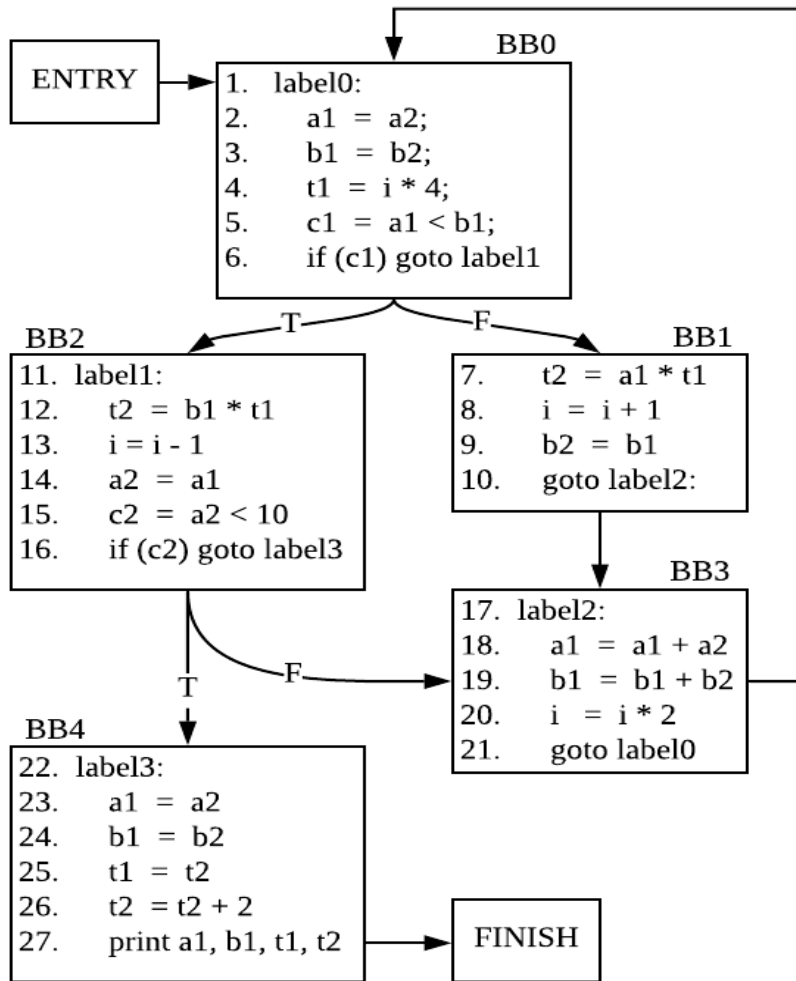 BB0
ENTRY
1. label0:
2. a1 = a2;
3. b1 = b2;
4. t1 = i * 4;
5. c1 = a1 < b1;
6. if (c1) goto label1
T
F
BB2
11. label1:
12. t2 = b1 * t1
13. i = i - 1
14. a2 = a1
15. c2 = a2 < 10
16. if (c2) goto label3
BB1
7. t2 = a1 * t1
8. i = i + 1
9. b2 = b1
10. goto label2:
BB3
17. label2:
18. a1 = a1 + a2
19. b1 = b1 + b2
20. i = i * 2
21. goto label0
F
T
BB4
22. label3:
23. a1 = a2
24. b1 = b2
25. t1 = t2
26. t2 = t2 + 2
27. print a1, b1, t1, t2
FINISH